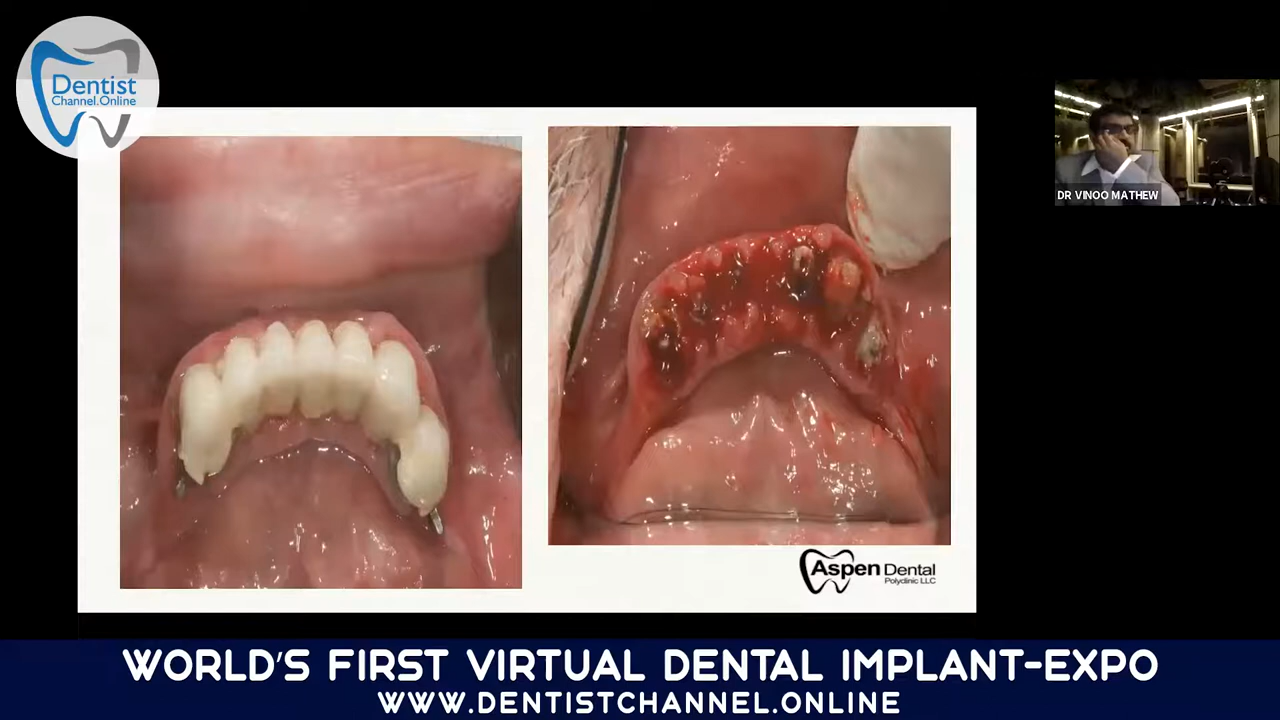 Dentist
Channel.Online
DR VINOO MATHEW
Aspen Dental
Polyclinic LLC
WORLD'S FIRST VIRTUAL DENTAL IMPLANT-EXPO
WWW.DENTISTCHANNEL.ONLINE